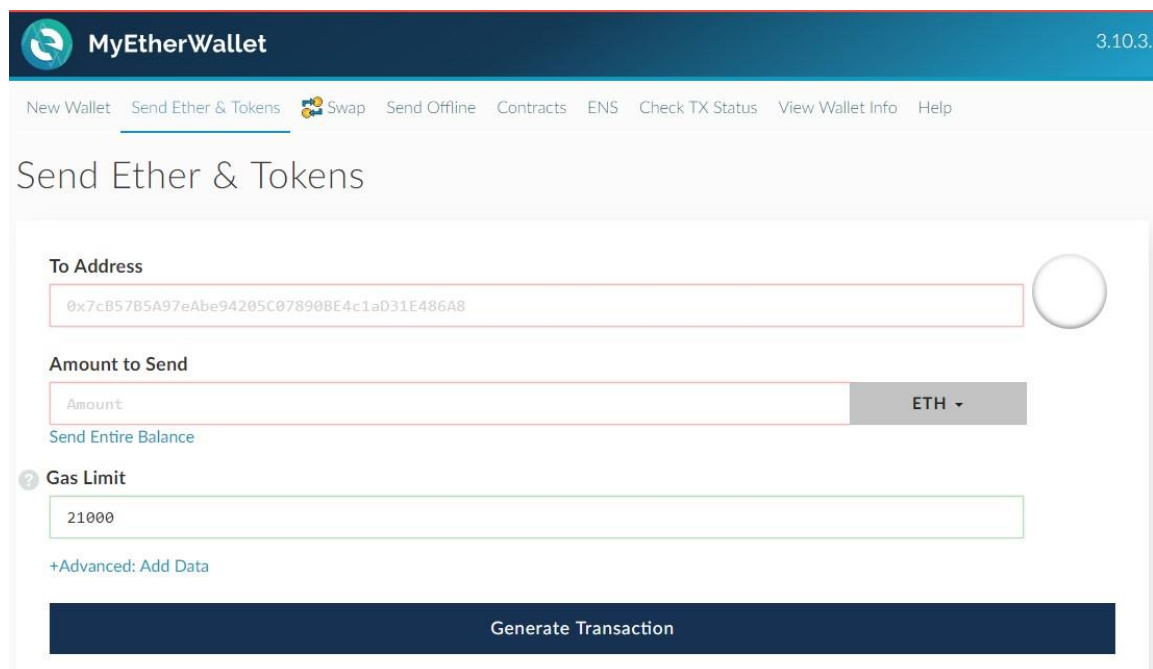 MyEtherWallet
3.10.3.
New Wallet Send Ether & Tokens Swap Send Offline Contracts ENS Check TX Status View Wallet Info Help
Send Ether & Tokens
To Address
0x7cB57B5A97eAbe94205C07890BE4c1aD31E486A8
Amount to Send
Amount
ETH
Send Entire Balance
? Gas Limit
21000
+Advanced: Add Data
Generate Transaction